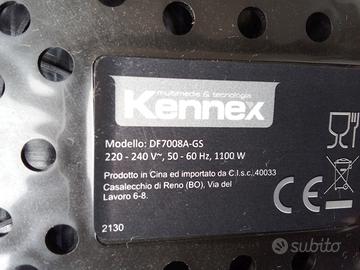 multimedia & tecnologia
Kennex
Modello: DF7008A-GS
220 - 240 V~, 50 - 60 Hz, 1100 W
Prodotto in Cina ed importato da C.I.s.c.,40033
Casalecchio di Reno (BO), Via del
Lavoro 6-8.
2130
CE
subito